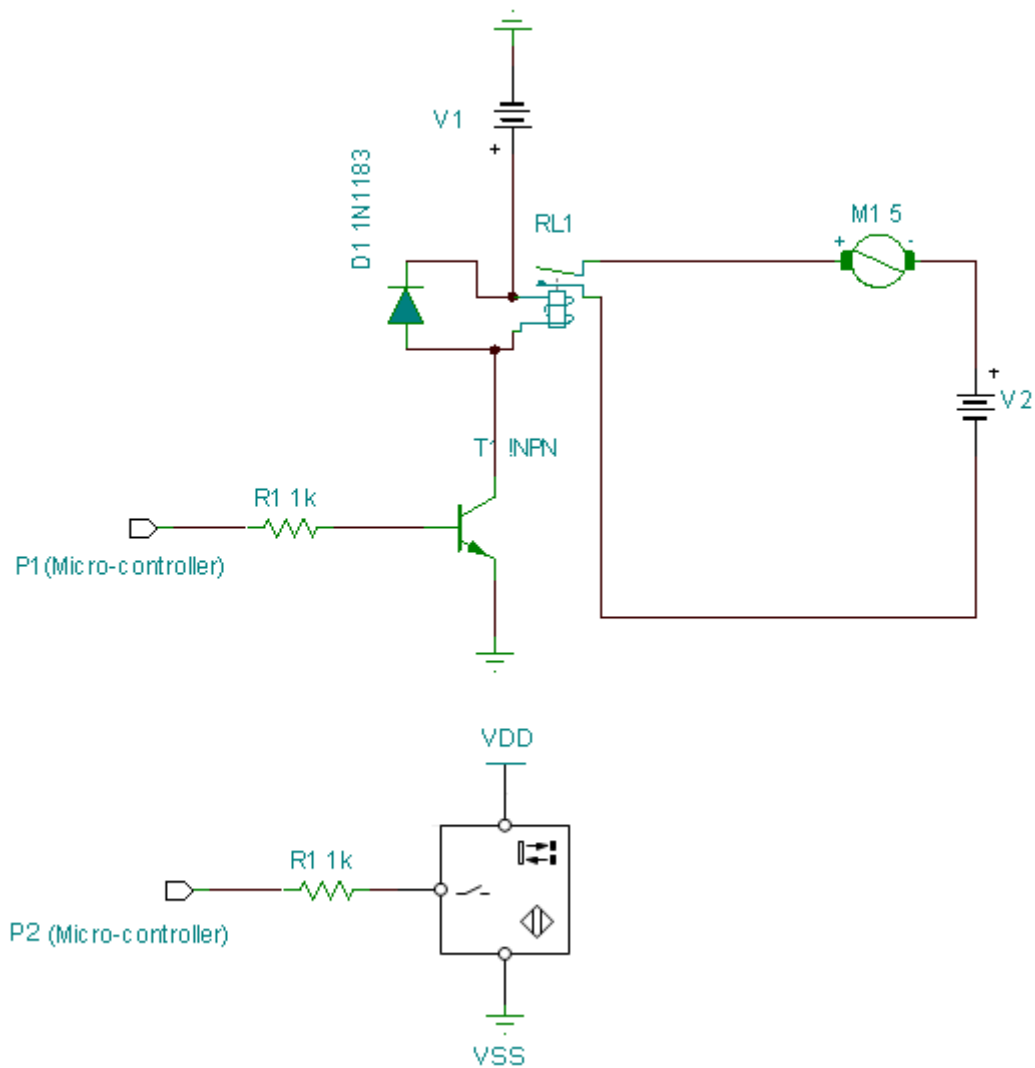 V1
+
D1 1N1183
RL1
M1 5
+ -
+
V2
T1 !NPN
R1 1k
P1(Micro-controller)
VDD
R1 1k
P2 (Micro-controller)
VSS